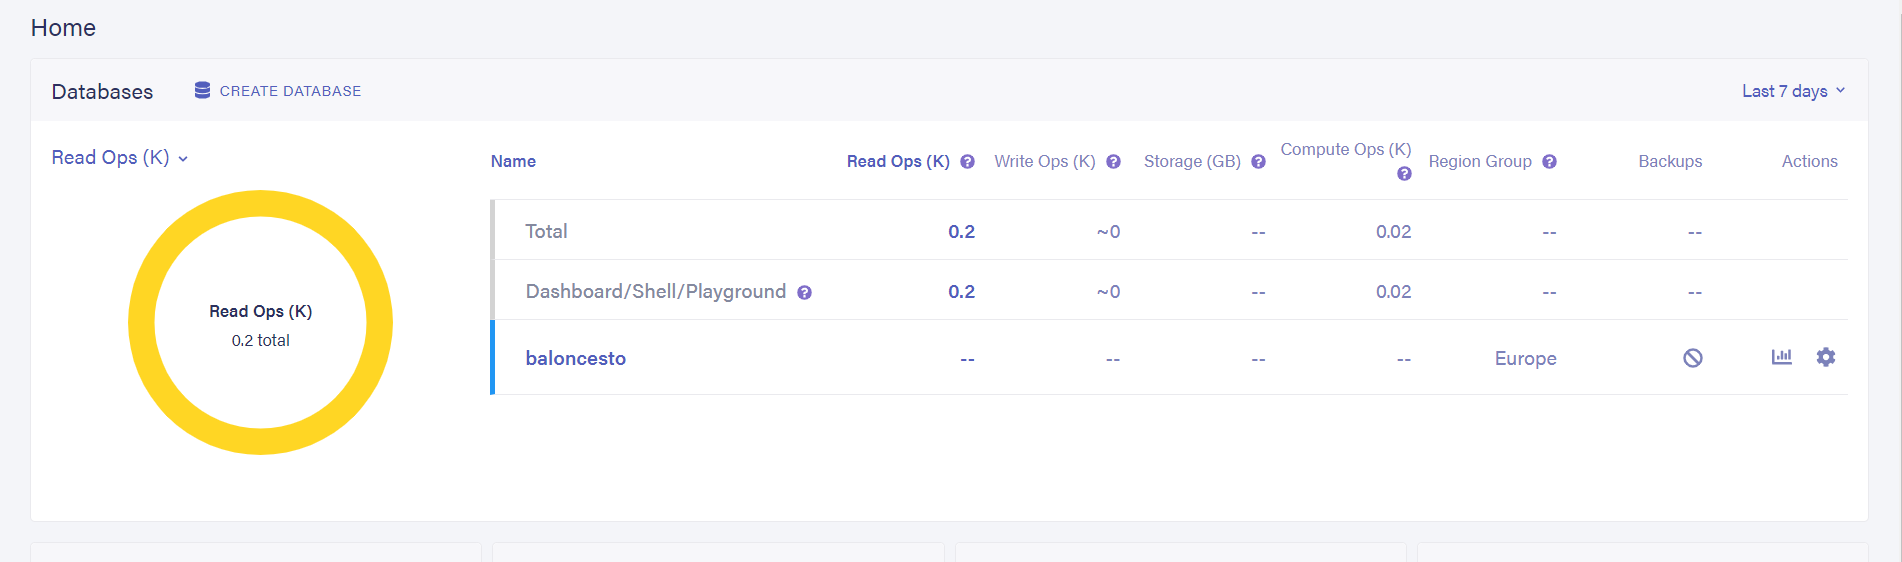 Home
Databases CREATE DATABASE Last 7 days
Read Ops (K)
Name Read Ops (K) ? Write Ops (K) ? Storage (GB) ? Compute Ops (K) ? Region Group ? Backups Actions
Total 0.2 ~0 -- 0.02 -- --
Dashboard/Shell/Playground ? 0.2 ~0 -- 0.02 -- --
baloncesto -- -- -- -- Europe
Read Ops (K)
0.2 total